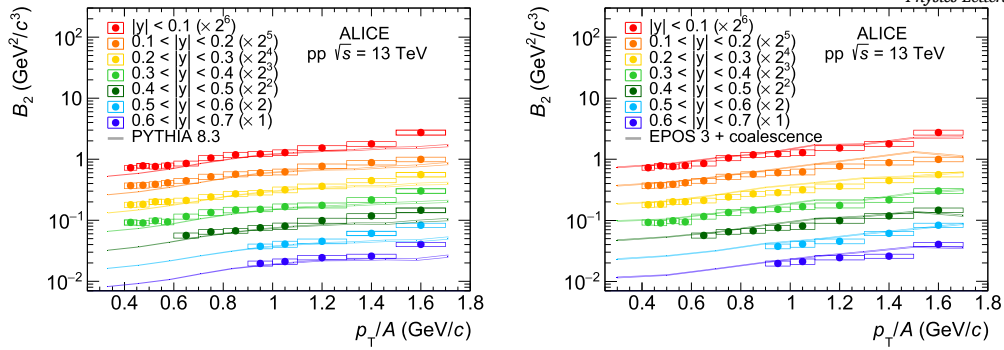 Physics Letters
B₂ (GeV²/c³)
10²
10
1
10⁻¹
10⁻²
|y| < 0.1 (× 2⁶)
0.1 < |y| < 0.2 (× 2⁵)
0.2 < |y| < 0.3 (× 2⁴)
0.3 < |y| < 0.4 (× 2³)
0.4 < |y| < 0.5 (× 2²)
0.5 < |y| < 0.6 (× 2)
0.6 < |y| < 0.7 (× 1)
PYTHIA 8.3
ALICE
pp √s = 13 TeV
0.4 0.6 0.8 1 1.2 1.4 1.6 1.8
p_T/A (GeV/c)
B₂ (GeV²/c³)
10²
10
1
10⁻¹
10⁻²
|y| < 0.1 (× 2⁶)
0.1 < |y| < 0.2 (× 2⁵)
0.2 < |y| < 0.3 (× 2⁴)
0.3 < |y| < 0.4 (× 2³)
0.4 < |y| < 0.5 (× 2²)
0.5 < |y| < 0.6 (× 2)
0.6 < |y| < 0.7 (× 1)
EPOS 3 + coalescence
ALICE
pp √s = 13 TeV
0.4 0.6 0.8 1 1.2 1.4 1.6 1.8
p_T/A (GeV/c)